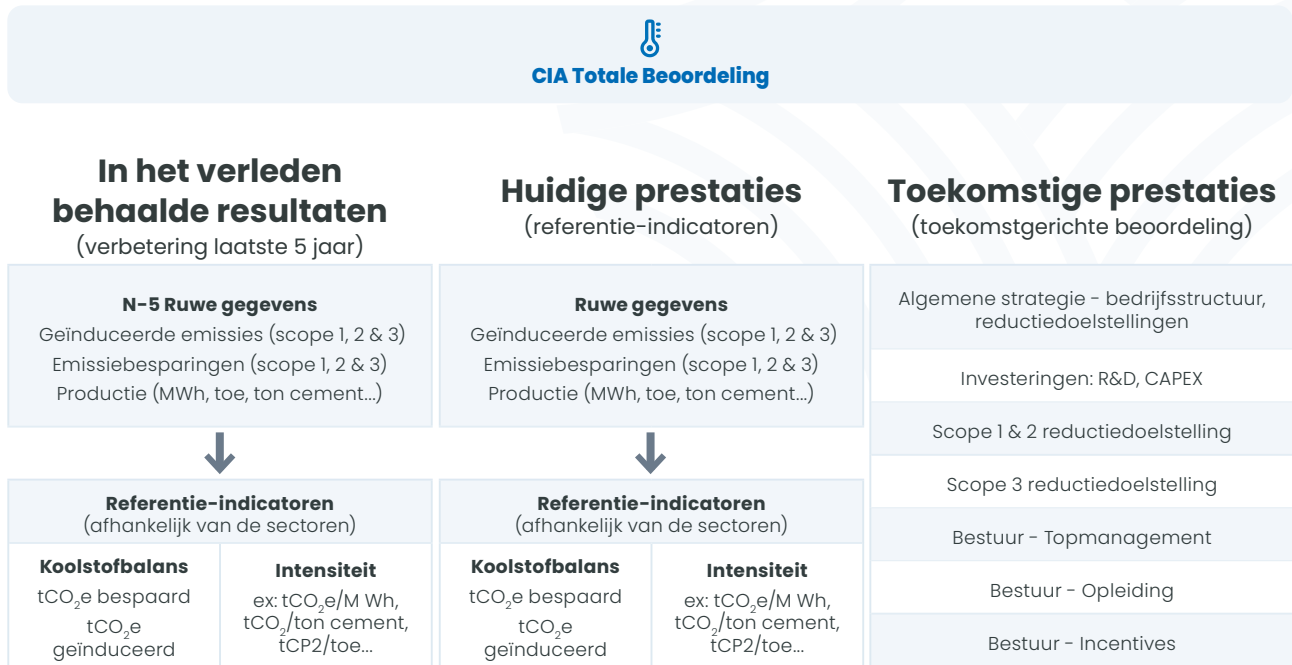 CIA Totale Beoordeling
In het verleden
behaalde resultaten
(verbetering laatste 5 jaar)
N-5 Ruwe gegevens
Geïnduceerde emissies (scope 1, 2 & 3)
Emissiebesparingen (scope 1, 2 & 3)
Productie (MWh, toe, ton cement...)
Referentie-indicatoren
(afhankelijk van de sectoren)
Koolstofbalans
tCO₂e bespaard
tCO₂e
geïnduceerd
Intensiteit
ex: tCO₂e/M Wh,
tCO₂/ton cement,
tCP2/toe...
Huidige prestaties
(referentie-indicatoren)
Ruwe gegevens
Geïnduceerde emissies (scope 1, 2 & 3)
Emissiebesparingen (scope 1, 2 & 3)
Productie (MWh, toe, ton cement...)
Referentie-indicatoren
(afhankelijk van de sectoren)
Koolstofbalans
tCO₂e bespaard
tCO₂e
geïnduceerd
Intensiteit
ex: tCO₂e/M Wh,
tCO₂/ton cement,
tCP2/toe...
Toekomstige prestaties
(toekomstgerichte beoordeling)
Algemene strategie - bedrijfsstructuur,
reductiedoelstellingen
Investeringen: R&D, CAPEX
Scope 1 & 2 reductiedoelstelling
Scope 3 reductiedoelstelling
Bestuur - Topmanagement
Bestuur - Opleiding
Bestuur - Incentives